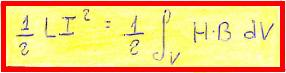 ½ L I² = ½ ∫_V H·B dV